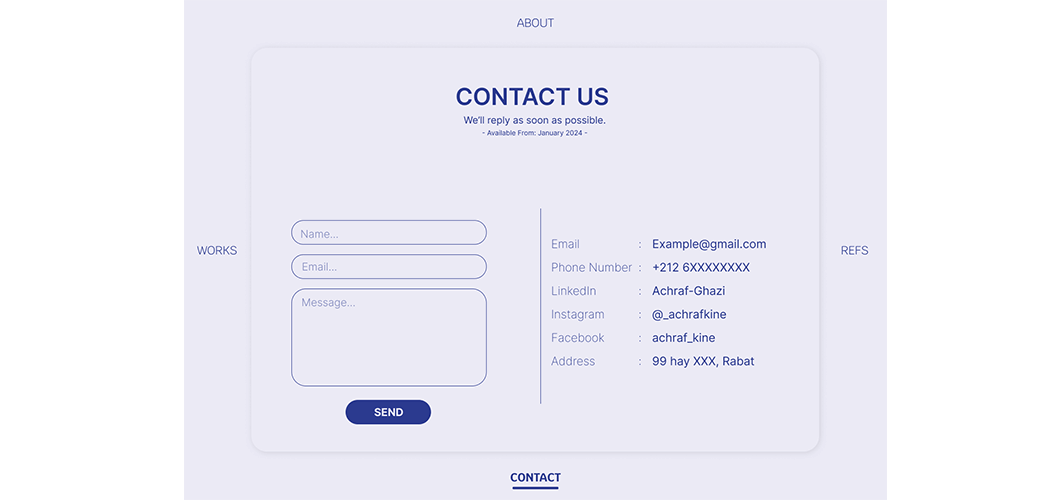 ABOUT
CONTACT US
We'll reply as soon as possible.
- Available From: January 2024 -
WORKS
REFS
Name...
Email...
Message...
SEND
Email : Example@gmail.com
Phone Number : +212 6XXXXXXXX
LinkedIn : Achraf-Ghazi
Instagram : @_achrafkine
Facebook : achraf_kine
Address : 99 hay XXX, Rabat
CONTACT